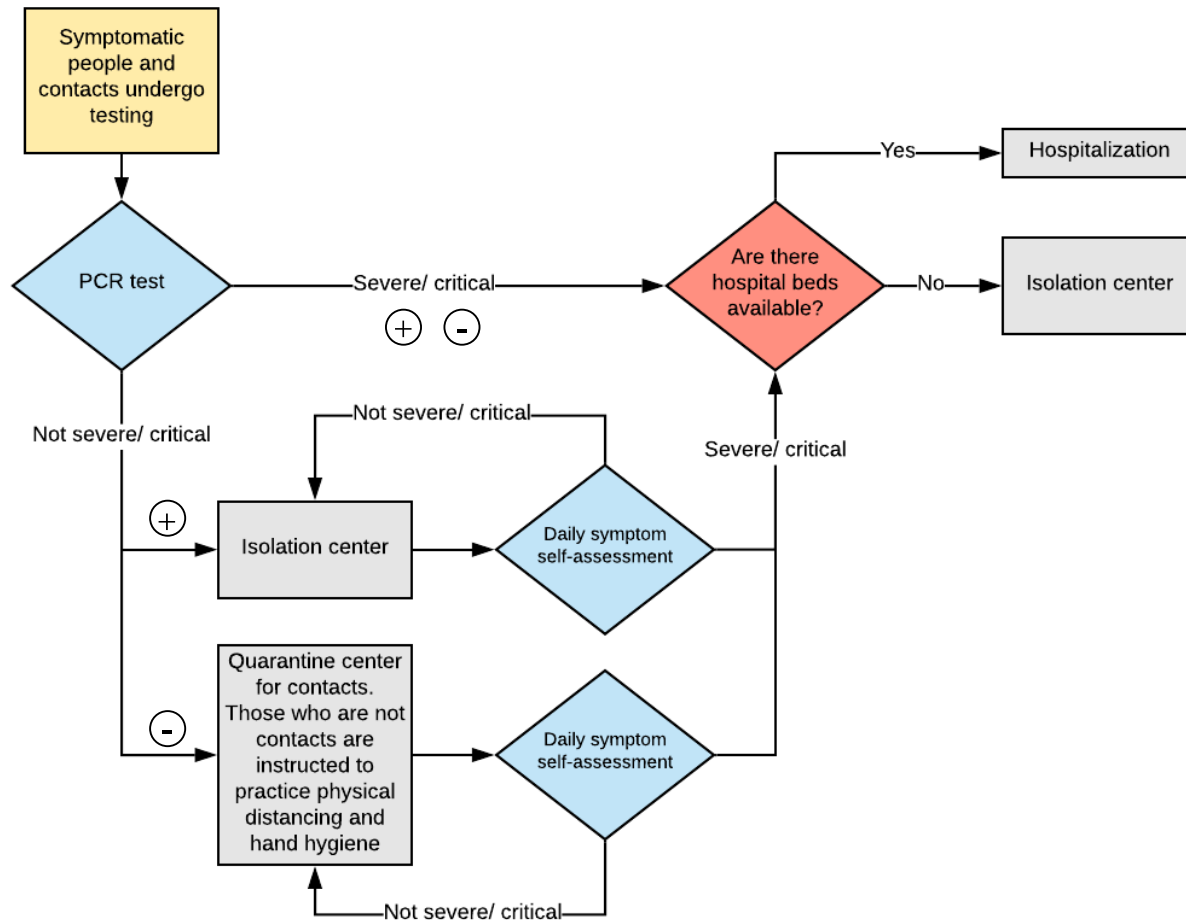 Symptomatic
people and
contacts undergo
testing
Yes
Hospitalization
PCR test
Severe/ critical
+ -
Are there
hospital beds
available?
No
Isolation center
Not severe/ critical
Not severe/ critical
Severe/ critical
+
Isolation center
Daily symptom
self-assessment
-
Quarantine center
for contacts.
Those who are not
contacts are
instructed to
practice physical
distancing and
hand hygiene
Daily symptom
self-assessment
Not severe/ critical